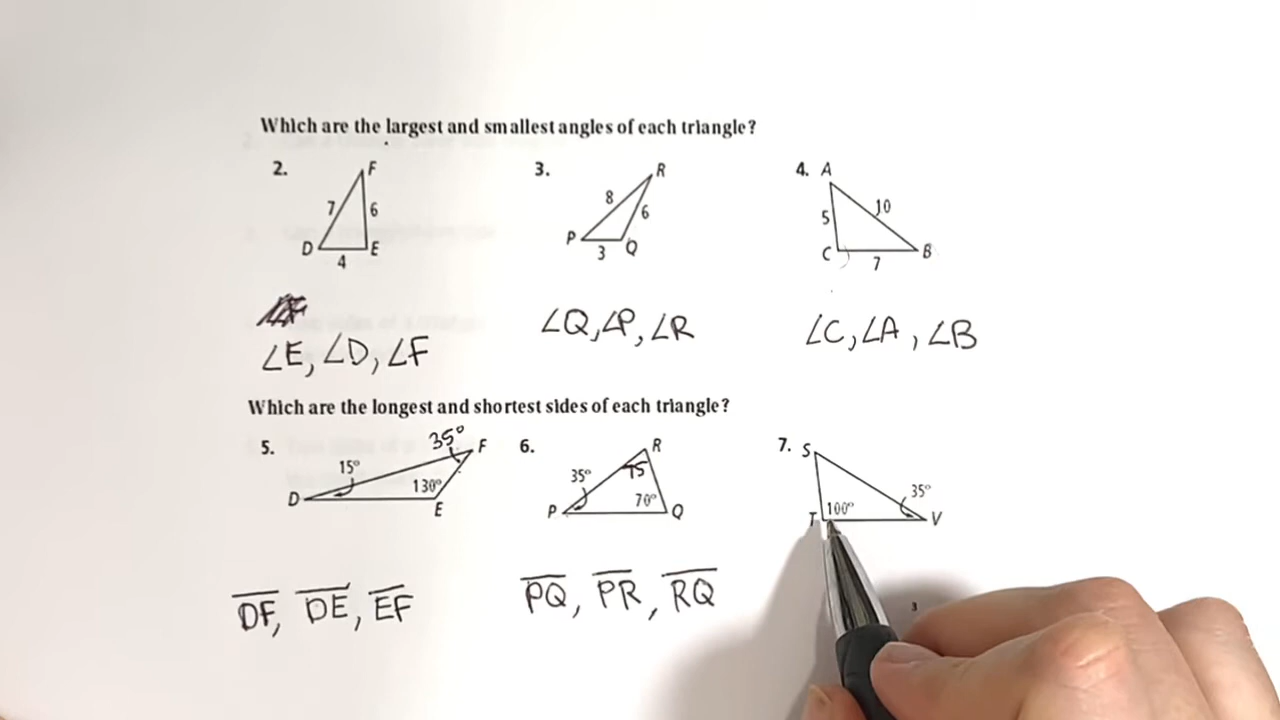 Which are the largest and smallest angles of each triangle?
2. F 7 6 D E 4
3. R 8 6 P Q 3
4. A 5 10 C B 7
∠E, ∠D, ∠F
∠Q, ∠P, ∠R
∠C, ∠A, ∠B
Which are the longest and shortest sides of each triangle?
5. 35° F 15° 130° D E
6. R 35° 75 70° P Q
7. S 35° 100° T V
DF, DE, EF
PQ, PR, RQ
3